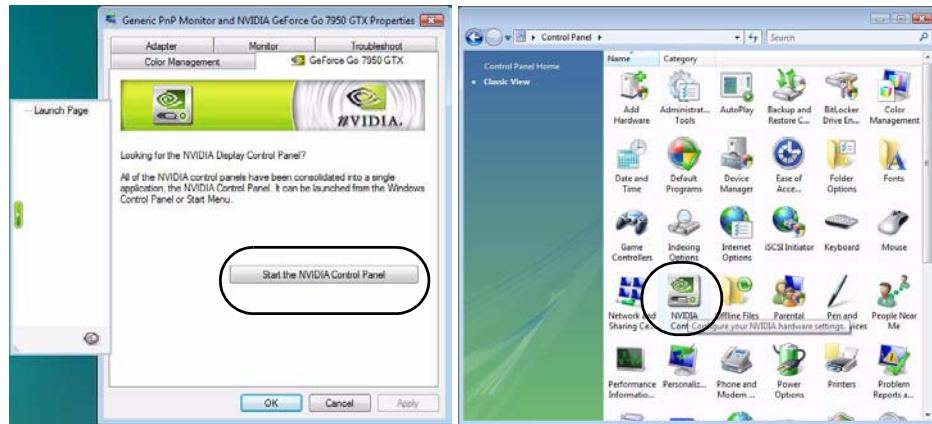 Generic PnP Monitor and NVIDIA GeForce Go 7950 GTX Properties
Adapter
Monitor
Troubleshoot
Color Management
GeForce Go 7950 GTX
NVIDIA.
Launch Page
Looking for the NVIDIA Display Control Panel?
All of the NVIDIA control panels have been consolidated into a single
application, the NVIDIA Control Panel. It can be launched from the Windows
Control Panel or Start Menu.
Start the NVIDIA Control Panel
OK
Cancel
Apply
Control Panel
Search
Control Panel Home
Classic View
Name
Category
Add
Hardware
Administrat...
Tools
AutoPlay
Backup and
Restore C...
BitLocker
Drive En...
Color
Management
Date and
Time
Default
Programs
Device
Manager
Ease of
Acce...
Folder
Options
Fonts
Game
Controllers
Indexing
Options
Internet
Options
iSCSI Initiator
Keyboard
Mouse
Network and
Sharing Ce...
NVIDIA
Cont
Offline Files
Parental
Pen and
People Near
Me
Configure your NVIDIA hardware settings.
Performance
Informatio...
Personaliz...
Phone and
Modem ...
Power
Options
Printers
Problem
Reports a...